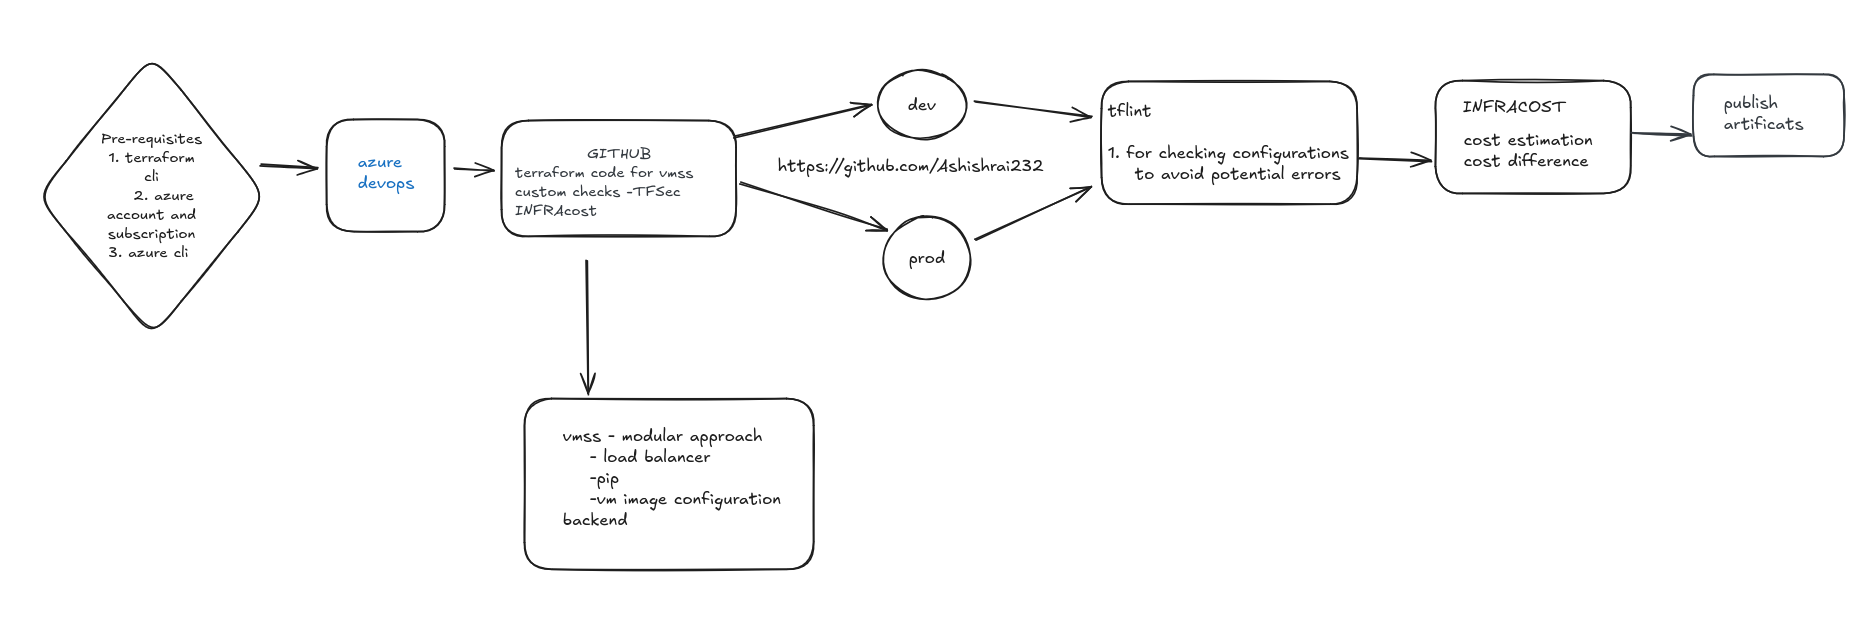 Pre-requisites
1. terraform
cli
2. azure
account and
subscription
3. azure cli
azure
devops
GITHUB
terraform code for vmss
custom checks -TFSec
INFRAcost
dev
https://github.com/Ashishrai232
prod
tflint
1. for checking configurations
to avoid potential errors
INFRACOST
cost estimation
cost difference
publish
artificats
vmss - modular approach
- load balancer
-pip
-vm image configuration
backend